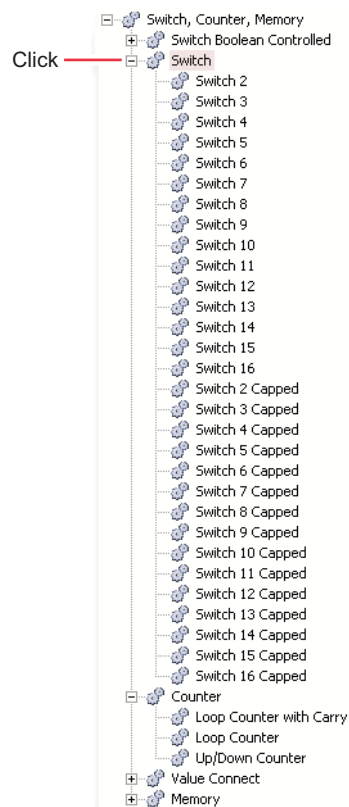 Switch, Counter, Memory
Switch Boolean Controlled
Click
Switch
Switch 2
Switch 3
Switch 4
Switch 5
Switch 6
Switch 7
Switch 8
Switch 9
Switch 10
Switch 11
Switch 12
Switch 13
Switch 14
Switch 15
Switch 16
Switch 2 Capped
Switch 3 Capped
Switch 4 Capped
Switch 5 Capped
Switch 6 Capped
Switch 7 Capped
Switch 8 Capped
Switch 9 Capped
Switch 10 Capped
Switch 11 Capped
Switch 12 Capped
Switch 13 Capped
Switch 14 Capped
Switch 15 Capped
Switch 16 Capped
Counter
Loop Counter with Carry
Loop Counter
Up/Down Counter
Value Connect
Memory